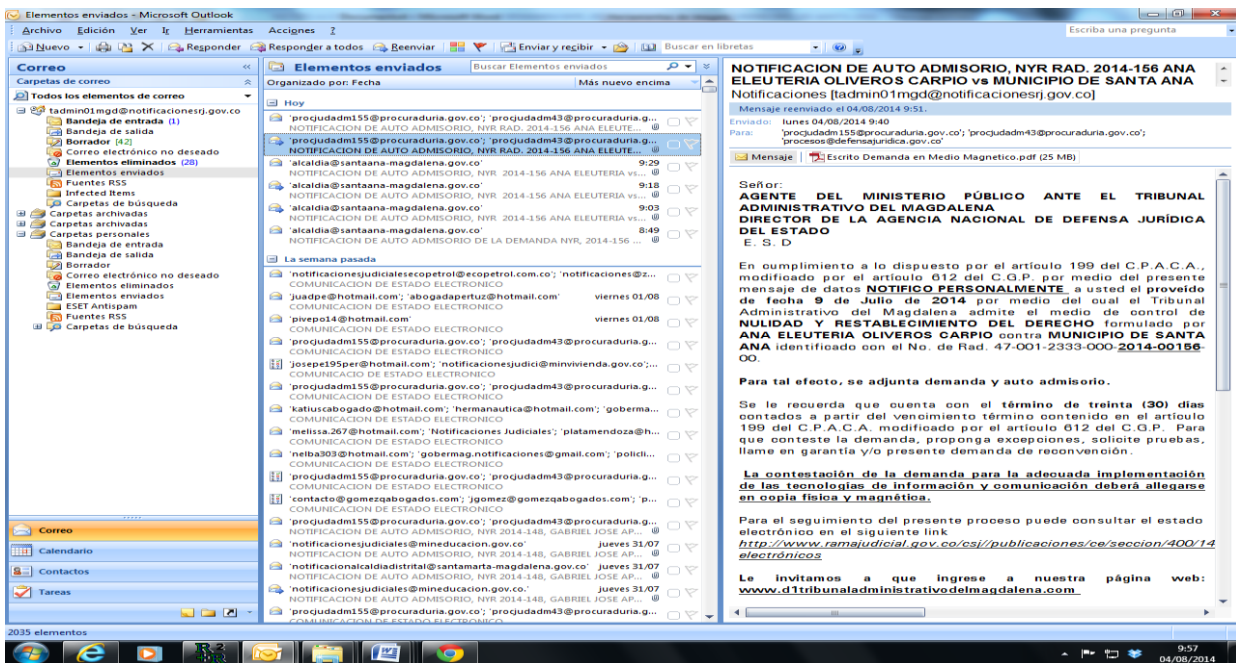 Elementos enviados - Microsoft Outlook
Archivo Edición Ver Ir Herramientas Acciones ?
Escriba una pregunta
Nuevo Responder Responder a todos Reenviar Enviar y recibir Buscar en libretas
Correo
Carpetas de correo
Todos los elementos de correo
tadmin01mgd@notificacionesrj.gov.co
Bandeja de entrada (1)
Bandeja de salida
Borrador [42]
Correo electrónico no deseado
Elementos eliminados (28)
Elementos enviados
Fuentes RSS
Infected Items
Carpetas de búsqueda
Carpetas archivadas
Carpetas archivadas
Carpetas personales
Bandeja de entrada
Bandeja de salida
Borrador
Correo electrónico no deseado
Elementos eliminados
Elementos enviados
ESET Antispam
Fuentes RSS
Carpetas de búsqueda
Correo
Calendario
Contactos
Tareas
Elementos enviados Buscar Elementos enviados
Organizado por: Fecha Más nuevo encima
Hoy
'procjudadm155@procuraduria.gov.co'; 'procjudadm43@procuraduria.g...
NOTIFICACION DE AUTO ADMISORIO, NYR RAD. 2014-156 ANA ELEUTE...
'procjudadm155@procuraduria.gov.co'; 'procjudadm43@procuraduria.g...
NOTIFICACION DE AUTO ADMISORIO, NYR RAD. 2014-156 ANA ELEUTE...
'alcaldia@santaana-magdalena.gov.co' 9:29
NOTIFICACION DE AUTO ADMISORIO, NYR 2014-156 ANA ELEUTERIA vs...
'alcaldia@santaana-magdalena.gov.co' 9:18
NOTIFICACION DE AUTO ADMISORIO, NYR 2014-156 ANA ELEUTERIA vs...
'alcaldia@santaana-magdalena.gov.co' 9:03
NOTIFICACION DE AUTO ADMISORIO, NYR 2014-156 ANA ELEUTERIA vs...
'alcaldia@santaana-magdalena.gov.co' 8:49
NOTIFICACION DE AUTO ADMISORIO DE LA DEMANDA NYR, 2014-156 ...
La semana pasada
'notificacionesjudicialesecopetrol@ecopetrol.com.co'; 'notificaciones@z...
COMUNICACION DE ESTADO ELECTRONICO
'juadpe@hotmail.com'; 'abogadapertuz@hotmail.com' viernes 01/08
COMUNICACION DE ESTADO ELECTRONICO
'pivepo14@hotmail.com' viernes 01/08
COMUNICACION DE ESTADO ELECTRONICO
'procjudadm155@procuraduria.gov.co'; 'procjudadm43@procuraduria.g...
COMUNICACION DE ESTADO ELECTRONICO
'josepe195per@hotmail.com'; 'notificacionesjudici@minvivienda.gov.co';...
COMUNICACIO DE ESTADO ELECTRONICO
'procjudadm155@procuraduria.gov.co'; 'procjudadm43@procuraduria.g...
COMUNICACION DE ESTADO ELECTRONICO
'katiuscabogado@hotmail.com'; 'hermanautica@hotmail.com'; 'goberma...
COMUNICACION DE ESTADO ELECTRONICO
'melissa.267@hotmail.com'; 'Notificaciones Judiciales'; 'platamendoza@h...
COMUNICACION DE ESTADO ELECTRONICO
'nelba303@hotmail.com'; 'gobermag.notificaciones@gmail.com'; 'policli...
COMUNICACION DE ESTADO ELECTRONICO
'procjudadm155@procuraduria.gov.co'; 'procjudadm43@procuraduria.g...
COMUNICACION DE ESTADO ELECTRONICO
'contacto@gomezqabogados.com'; 'jgomez@gomezqabogados.com'; 'p...
COMUNICACION DE ESTADO ELECTRONICO
'procjudadm155@procuraduria.gov.co'; 'procjudadm43@procuraduria.g...
NOTIFICACION DE AUTO ADMISORIO, NYR 2014-148, GABRIEL JOSE AP...
'notificacionesjudiciales@mineducacion.gov.co' jueves 31/07
NOTIFICACION DE AUTO ADMISORIO, NYR 2014-148, GABRIEL JOSE AP...
'notificacionalcaldiadistrital@santamarta-magdalena.gov.co' jueves 31/07
NOTIFICACION DE AUTO ADMISORIO, NYR 2014-148, GABRIEL JOSE AP...
'notificacionesjudiciales@mineducacion.gov.co.' jueves 31/07
NOTIFICACION DE AUTO ADMISORIO, NYR 2014-148, GABRIEL JOSE AP...
'procjudadm155@procuraduria.gov.co'; 'procjudadm43@procuraduria.g...
COMUNICACION DE ESTADO ELECTRONICO
NOTIFICACION DE AUTO ADMISORIO, NYR RAD. 2014-156 ANA
ELEUTERIA OLIVEROS CARPIO vs MUNICIPIO DE SANTA ANA
Notificaciones [tadmin01mgd@notificacionesrj.gov.co]
Mensaje reenviado el 04/08/2014 9:51.
Enviado: lunes 04/08/2014 9:40
Para: 'procjudadm155@procuraduria.gov.co'; 'procjudadm43@procuraduria.gov.co';
'procesos@defensajuridica.gov.co'
Mensaje Escrito Demanda en Medio Magnetico.pdf (25 MB)
Señor:
AGENTE DEL MINISTERIO PÚBLICO ANTE EL TRIBUNAL
ADMINISTRATIVO DEL MAGDALENA
DIRECTOR DE LA AGENCIA NACIONAL DE DEFENSA JURÍDICA
DEL ESTADO
E. S. D
En cumplimiento a lo dispuesto por el artículo 199 del C.P.A.C.A.,
modificado por el artículo 612 del C.G.P. por medio del presente
mensaje de datos NOTIFICO PERSONALMENTE a usted el proveído
de fecha 9 de Julio de 2014 por medio del cual el Tribunal
Administrativo del Magdalena admite el medio de control de
NULIDAD Y RESTABLECIMIENTO DEL DERECHO formulado por
ANA ELEUTERIA OLIVEROS CARPIO contra MUNICIPIO DE SANTA
ANA identificado con el No. de Rad. 47-001-2333-000-2014-00156-
00.
Para tal efecto, se adjunta demanda y auto admisorio.
Se le recuerda que cuenta con el término de treinta (30) días
contados a partir del vencimiento término contenido en el artículo
199 del C.P.A.C.A. modificado por el artículo 612 del C.G.P. Para
que conteste la demanda, proponga excepciones, solicite pruebas,
llame en garantía y/o presente demanda de reconvención.
La contestación de la demanda para la adecuada implementación
de las tecnologías de información y comunicación deberá allegarse
en copia física y magnética.
Para el seguimiento del presente proceso puede consultar el estado
electrónico en el siguiente link
http://www.ramajudicial.gov.co/csj//publicaciones/ce/seccion/400/14
electrónicos
Le invitamos a que ingrese a nuestra página web:
www.d1tribunaladministrativodelmagdalena.com
2035 elementos
9:57
04/08/2014